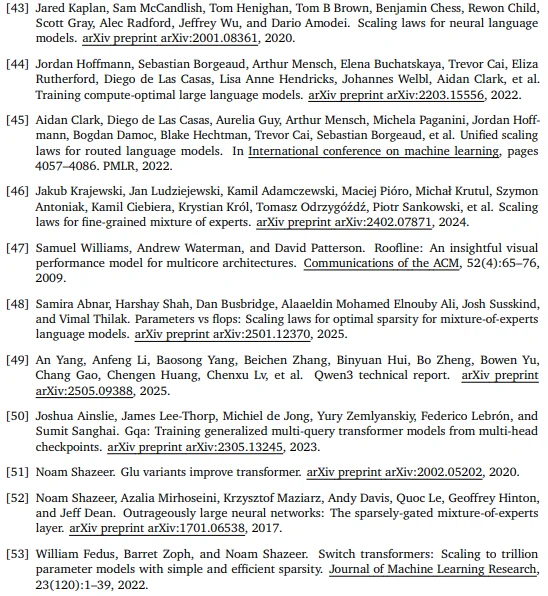 [43] Jared Kaplan, Sam McCandlish, Tom Henighan, Tom B Brown, Benjamin Chess, Rewon Child,
Scott Gray, Alec Radford, Jeffrey Wu, and Dario Amodei. Scaling laws for neural language
models. arXiv preprint arXiv:2001.08361, 2020.
[44] Jordan Hoffmann, Sebastian Borgeaud, Arthur Mensch, Elena Buchatskaya, Trevor Cai, Eliza
Rutherford, Diego de Las Casas, Lisa Anne Hendricks, Johannes Welbl, Aidan Clark, et al.
Training compute-optimal large language models. arXiv preprint arXiv:2203.15556, 2022.
[45] Aidan Clark, Diego de Las Casas, Aurelia Guy, Arthur Mensch, Michela Paganini, Jordan Hoff-
mann, Bogdan Damoc, Blake Hechtman, Trevor Cai, Sebastian Borgeaud, et al. Unified scaling
laws for routed language models. In International conference on machine learning, pages
4057–4086. PMLR, 2022.
[46] Jakub Krajewski, Jan Ludziejewski, Kamil Adamczewski, Maciej Pióro, Michał Krutul, Szymon
Antoniak, Kamil Ciebiera, Krystian Król, Tomasz Odrzygóźdź, Piotr Sankowski, et al. Scaling
laws for fine-grained mixture of experts. arXiv preprint arXiv:2402.07871, 2024.
[47] Samuel Williams, Andrew Waterman, and David Patterson. Roofline: An insightful visual
performance model for multicore architectures. Communications of the ACM, 52(4):65–76,
2009.
[48] Samira Abnar, Harshay Shah, Dan Busbridge, Alaaeldin Mohamed Elnouby Ali, Josh Susskind,
and Vimal Thilak. Parameters vs flops: Scaling laws for optimal sparsity for mixture-of-experts
language models. arXiv preprint arXiv:2501.12370, 2025.
[49] An Yang, Anfeng Li, Baosong Yang, Beichen Zhang, Binyuan Hui, Bo Zheng, Bowen Yu,
Chang Gao, Chengen Huang, Chenxu Lv, et al. Qwen3 technical report. arXiv preprint
arXiv:2505.09388, 2025.
[50] Joshua Ainslie, James Lee-Thorp, Michiel de Jong, Yury Zemlyanskiy, Federico Lebrón, and
Sumit Sanghai. Gqa: Training generalized multi-query transformer models from multi-head
checkpoints. arXiv preprint arXiv:2305.13245, 2023.
[51] Noam Shazeer. Glu variants improve transformer. arXiv preprint arXiv:2002.05202, 2020.
[52] Noam Shazeer, Azalia Mirhoseini, Krzysztof Maziarz, Andy Davis, Quoc Le, Geoffrey Hinton,
and Jeff Dean. Outrageously large neural networks: The sparsely-gated mixture-of-experts
layer. arXiv preprint arXiv:1701.06538, 2017.
[53] William Fedus, Barret Zoph, and Noam Shazeer. Switch transformers: Scaling to trillion
parameter models with simple and efficient sparsity. Journal of Machine Learning Research,
23(120):1–39, 2022.